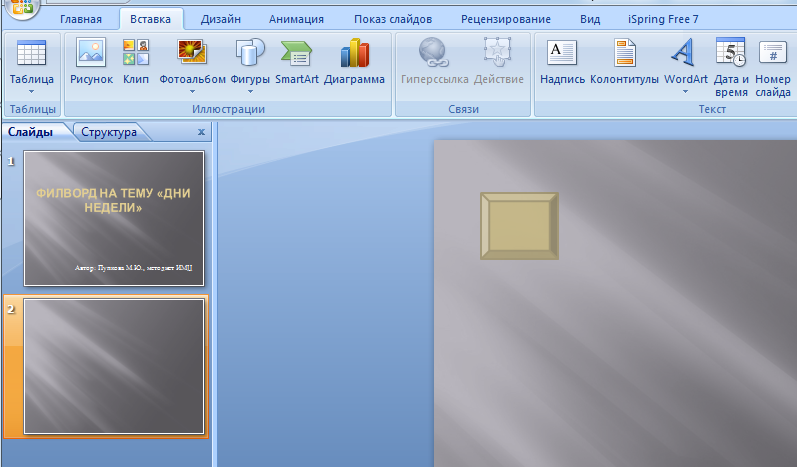 Главная Вставка Дизайн Анимация Показ слайдов Рецензирование Вид iSpring Free 7
Таблица Рисунок Клип Фотоальбом Фигуры SmartArt Диаграмма Гиперссылка Действие Надпись Колонтитулы WordArt Дата и время Номер слайда
Таблицы Иллюстрации Связи Текст
Слайды Структура x
1
ФИЛВОРД НА ТЕМУ «ДНИ
НЕДЕЛИ»
Автор: Пупкова М.Ю., методист ИМЦ
2